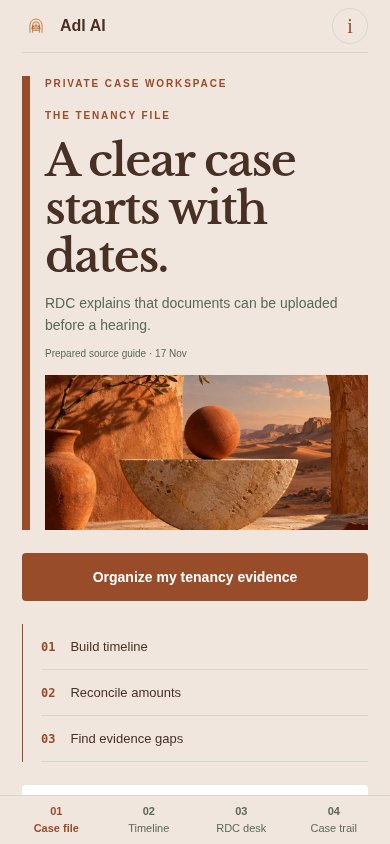 Adl AI
i
PRIVATE CASE WORKSPACE
THE TENANCY FILE
A clear case
starts with
dates.
RDC explains that documents can be uploaded
before a hearing.
Prepared source guide · 17 Nov
Organize my tenancy evidence
01 Build timeline
02 Reconcile amounts
03 Find evidence gaps
01 02 03 04
Case file Timeline RDC desk Case trail